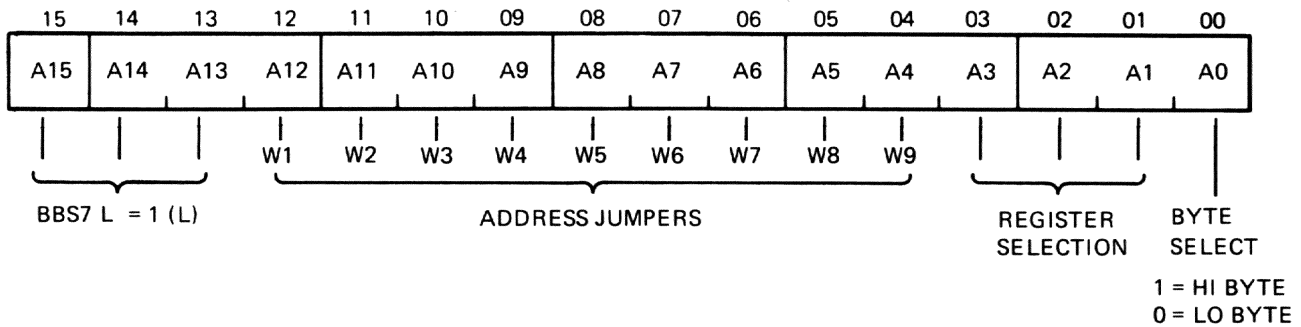 15 14 13 12 11 10 09 08 07 06 05 04 03 02 01 00
A15 A14 A13 A12 A11 A10 A9 A8 A7 A6 A5 A4 A3 A2 A1 A0
W1 W2 W3 W4 W5 W6 W7 W8 W9
BBS7 L = 1 (L)
ADDRESS JUMPERS
REGISTER
SELECTION
BYTE
SELECT
1 = HI BYTE
0 = LO BYTE